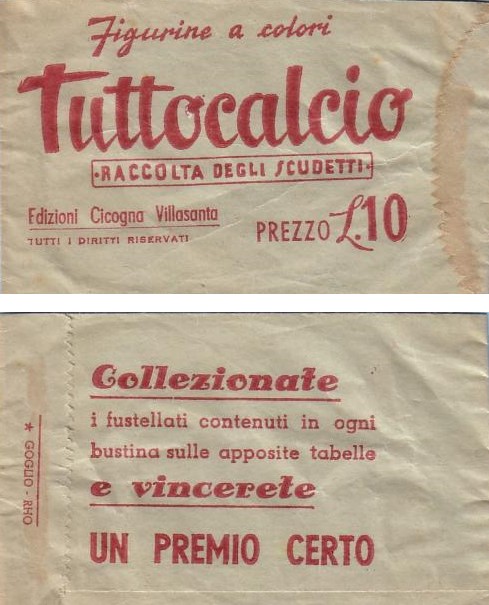 Figurine a colori
Tuttocalcio
·RACCOLTA DEGLI SCUDETTI·
Edizioni Cicogna Villasanta
TUTTI I DIRITTI RISERVATI
PREZZO L.10
Collezionate
i fustellati contenuti in ogni
bustina sulle apposite tabelle
e vincerete
UN PREMIO CERTO
★ GOGLIO - RHO